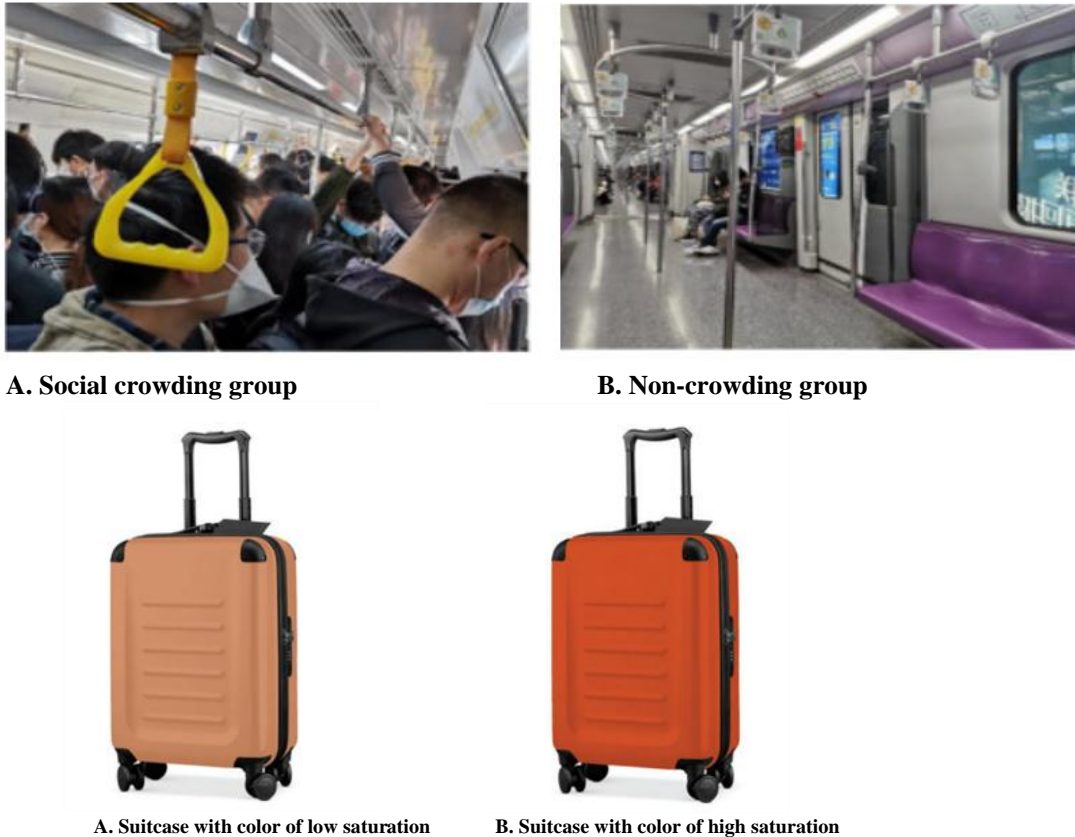 A. Social crowding group
B. Non-crowding group
A. Suitcase with color of low saturation
B. Suitcase with color of high saturation